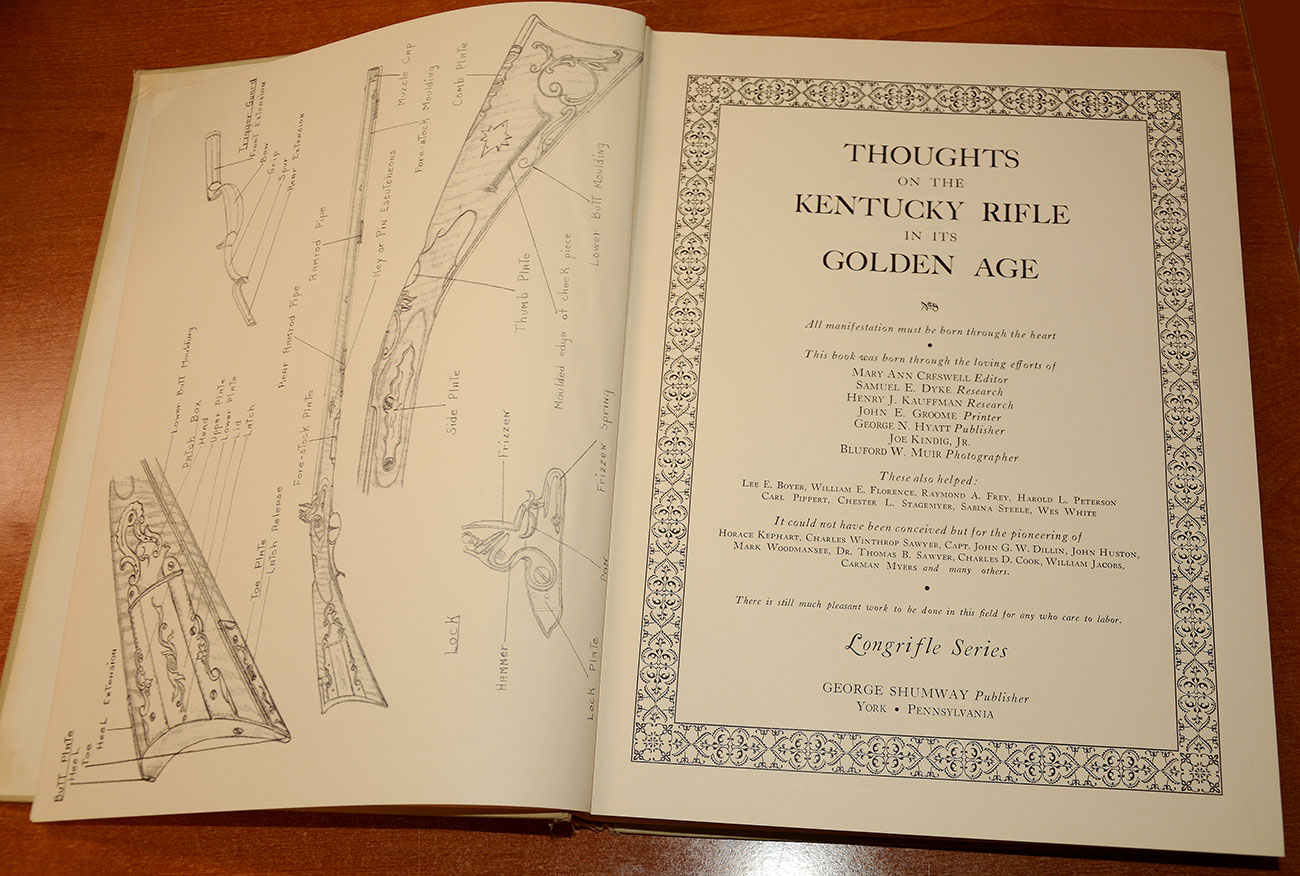 Trigger Guard
Front Extension
Bow
Grip
Spur
Rear Extension
Muzzle Cap
Fore-stock Moulding
Comb Plate
Key or Pin Escutcheons
Ramrod Pipe
Rear Ramrod Pipe
Fore-stock Plate
Lower Butt Moulding
Thumb Plate
Moulded edge of cheek piece
Side Plate
Lower Butt Moulding
Patch Box
Head
Upper Plate
Lower Plate
Lid
Latch
Toe Plate
Latch Release
Butt Plate
Heel
Toe
Heel Extension
Lock
Hammer
Frizzen
Frizzen Spring
Pan
Lock Plate
THOUGHTS
ON THE
KENTUCKY RIFLE
IN ITS
GOLDEN AGE
All manifestation must be born through the heart
•
This book was born through the loving efforts of
MARY ANN CRESWELL Editor
SAMUEL E. DYKE Research
HENRY J. KAUFFMAN Research
JOHN E. GROOME Printer
GEORGE N. HYATT Publisher
JOE KINDIG, JR.
BLUFORD W. MUIR Photographer
These also helped:
LEE E. BOYER, WILLIAM E. FLORENCE, RAYMOND A. FREY, HAROLD L. PETERSON
CARL PIPPERT, CHESTER L. STAGEMYER, SABINA STEELE, WES WHITE
It could not have been conceived but for the pioneering of
HORACE KEPHART, CHARLES WINTHROP SAWYER, CAPT. JOHN G. W. DILLIN, JOHN HUSTON,
MARK WOODMANSEE, DR. THOMAS B. SAWYER, CHARLES D. COOK, WILLIAM JACOBS,
CARMAN MYERS and many others.
•
There is still much pleasant work to be done in this field for any who care to labor.
Longrifle Series
GEORGE SHUMWAY Publisher
YORK • PENNSYLVANIA